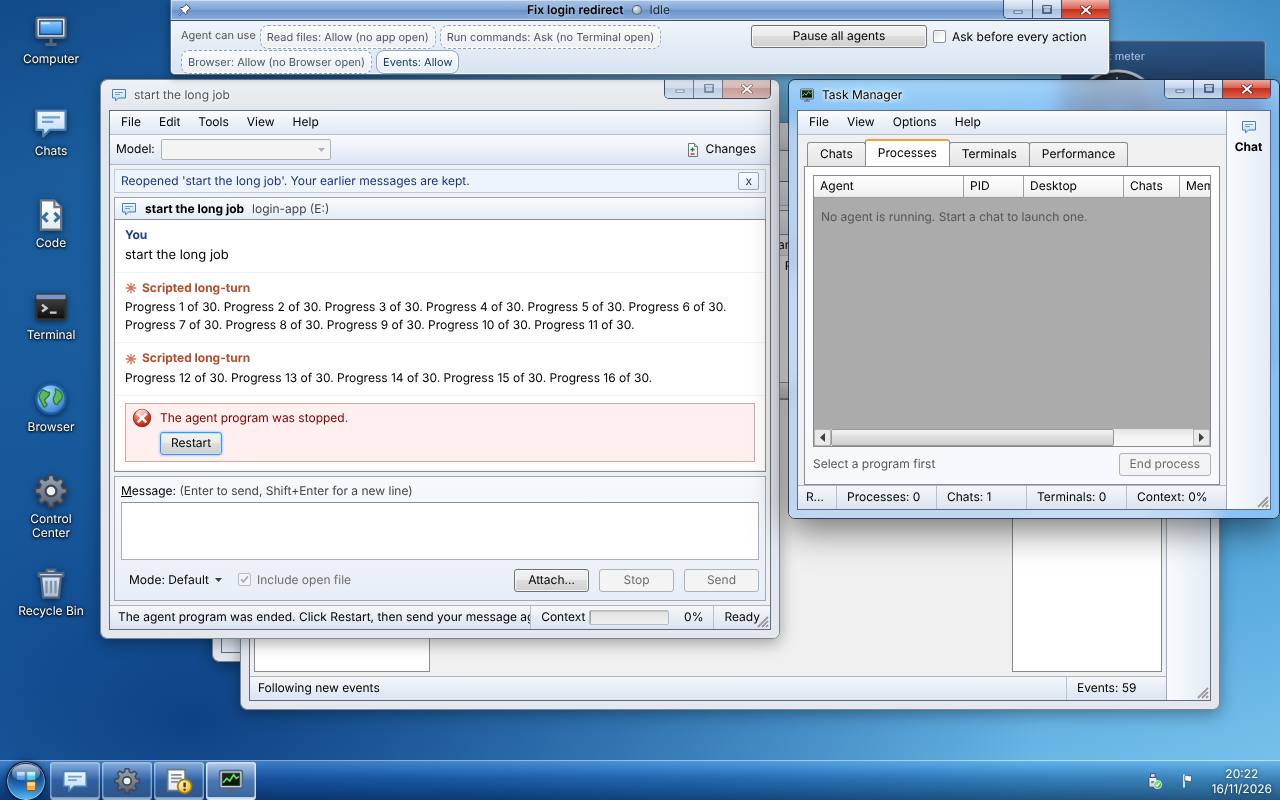 Fix login redirect
Idle
Agent can use
Read files: Allow (no app open)
Run commands: Ask (no Terminal open)
Browser: Allow (no Browser open)
Events: Allow
Pause all agents
Ask before every action
meter
Computer
Chats
Code
Terminal
Browser
Control
Center
Recycle Bin
start the long job
File Edit Tools View Help
Model:
Changes
Reopened 'start the long job'. Your earlier messages are kept.
x
start the long job login-app (E:)
You
start the long job
Scripted long-turn
Progress 1 of 30. Progress 2 of 30. Progress 3 of 30. Progress 4 of 30. Progress 5 of 30. Progress 6 of 30.
Progress 7 of 30. Progress 8 of 30. Progress 9 of 30. Progress 10 of 30. Progress 11 of 30.
Scripted long-turn
Progress 12 of 30. Progress 13 of 30. Progress 14 of 30. Progress 15 of 30. Progress 16 of 30.
The agent program was stopped.
Restart
Message: (Enter to send, Shift+Enter for a new line)
Mode: Default
Include open file
Attach...
Stop
Send
The agent program was ended. Click Restart, then send your message ag
Context
0%
Ready
Task Manager
File View Options Help
Chat
Chats Processes Terminals Performance
Agent PID Desktop Chats Mem
No agent is running. Start a chat to launch one.
Select a program first
End process
R...
Processes: 0
Chats: 1
Terminals: 0
Context: 0%
Following new events
Events: 59
20:22
16/11/2026